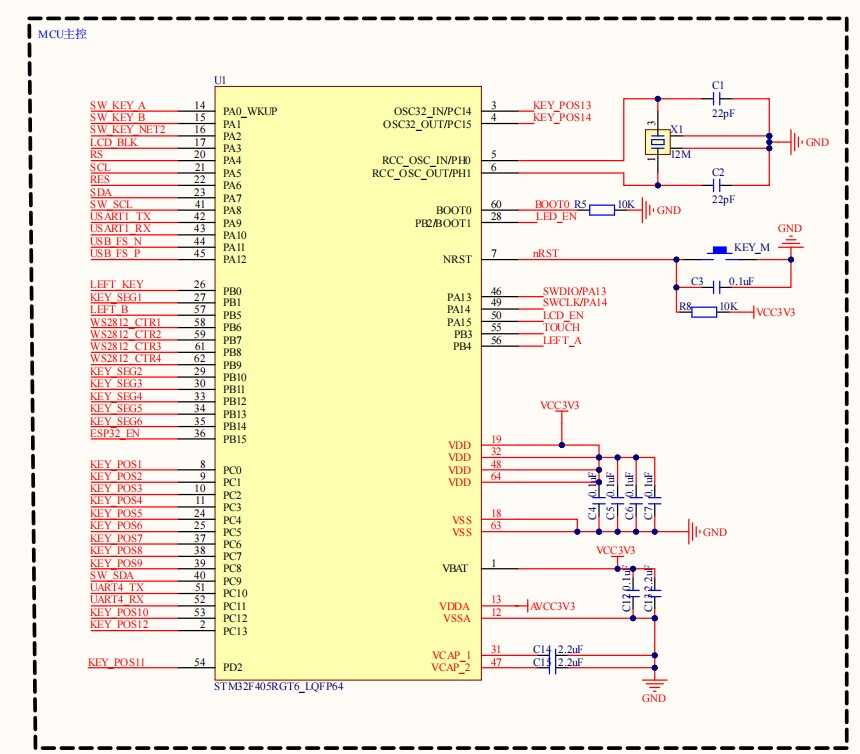 MCU主控
U1
SW_KEY_A 14 PA0_WKUP
SW_KEY_B 15 PA1
SW_KEY_NET2 16 PA2
LCD_BLK 17 PA3
RS 20 PA4
SCL 21 PA5
RES 22 PA6
SDA 23 PA7
SW_SCL 41 PA8
USART1_TX 42 PA9
USART1_RX 43 PA10
USB_FS_N 44 PA11
USB_FS_P 45 PA12
LEFT_KEY 26 PB0
KEY_SEG1 27 PB1
LEFT_B 57 PB5
WS2812_CTR1 58 PB6
WS2812_CTR2 59 PB7
WS2812_CTR3 61 PB8
WS2812_CTR4 62 PB9
KEY_SEG2 29 PB10
KEY_SEG3 30 PB11
KEY_SEG4 33 PB12
KEY_SEG5 34 PB13
KEY_SEG6 35 PB14
ESP32_EN 36 PB15
KEY_POS1 8 PC0
KEY_POS2 9 PC1
KEY_POS3 10 PC2
KEY_POS4 11 PC3
KEY_POS5 24 PC4
KEY_POS6 25 PC5
KEY_POS7 37 PC6
KEY_POS8 38 PC7
KEY_POS9 39 PC8
SW_SDA 40 PC9
UART4_TX 51 PC10
UART4_RX 52 PC11
KEY_POS10 53 PC12
KEY_POS12 2 PC13
KEY_POS11 54 PD2
STM32F405RGT6_LQFP64
OSC32_IN/PC14 3 KEY_POS13
OSC32_OUT/PC15 4 KEY_POS14
RCC_OSC_IN/PH0 5
RCC_OSC_OUT/PH1 6
BOOT0 60 BOOT0 R5 10K GND
PB2/BOOT1 28 LED_EN
NRST 7 nRST
PA13 46 SWDIO/PA13
PA14 49 SWCLK/PA14
PA15 50 LCD_EN
PB3 55 TOUCH
PB4 56 LEFT_A
C1
22pF
3
X1
12M
1
GND
C2
22pF
GND
KEY_M
C3 0.1uF
R8 10K VCC3V3
VCC3V3
VDD 19
VDD 32
VDD 48
VDD 64
C4 0.1uF
C5 0.1uF
C6 0.1uF
C7 0.1uF
VSS 18
VSS 63
GND
VCC3V3
VBAT 1
C12 0.1uF
2.2uF
VDDA 13 AVCC3V3
VSSA 12
VCAP_1 31 C14 2.2uF
VCAP_2 47 C15 2.2uF
GND